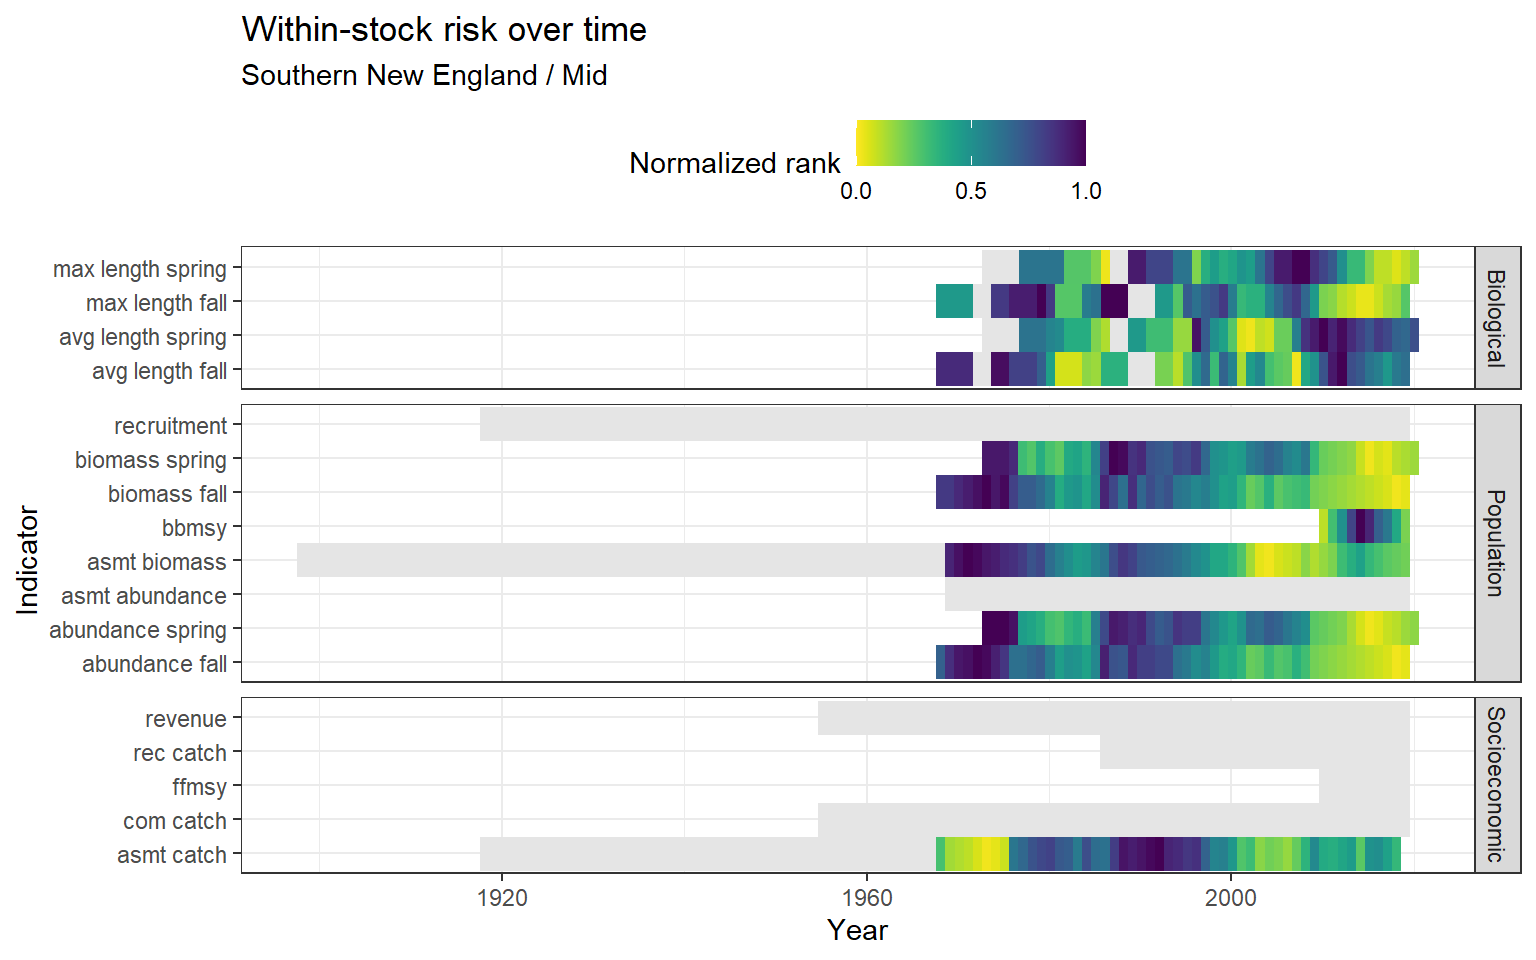 Within-stock risk over time
Southern New England / Mid
Normalized rank
0.0 0.5 1.0
Indicator
max length spring
max length fall
avg length spring
avg length fall
Biological
recruitment
biomass spring
biomass fall
bbmsy
asmt biomass
asmt abundance
abundance spring
abundance fall
Population
revenue
rec catch
ffmsy
com catch
asmt catch
Socioeconomic
1920 1960 2000
Year